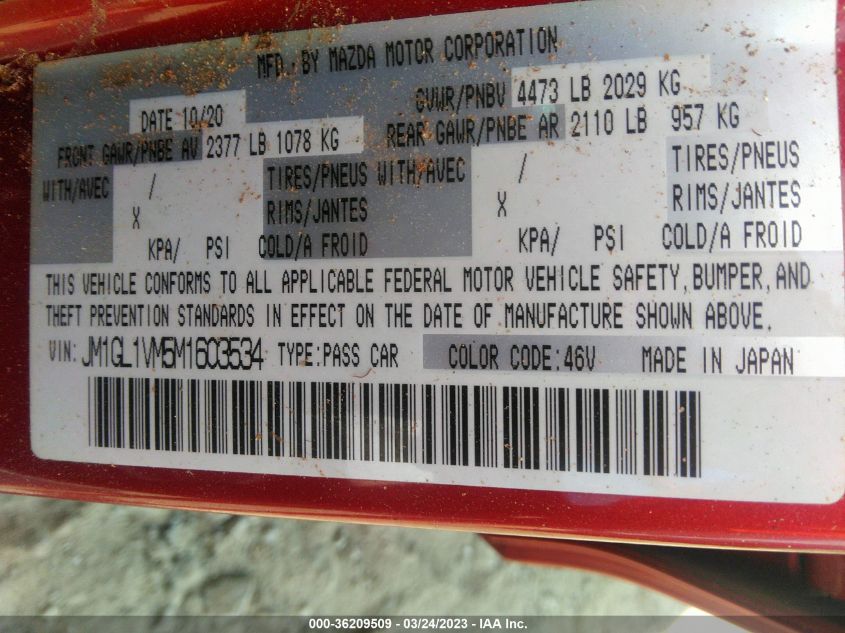 MFD. BY MAZDA MOTOR CORPORATION
DATE 10/20 GVWR/PNBV 4473 LB 2029 KG
FRONT GAWR/PNBE AV 2377 LB 1078 KG REAR GAWR/PNBE AR 2110 LB 957 KG
WITH/AVEC / TIRES/PNEUS WITH/AVEC / TIRES/PNEUS
X RIMS/JANTES X RIMS/JANTES
KPA/ PSI COLD/A FROID KPA/ PSI COLD/A FROID
THIS VEHICLE CONFORMS TO ALL APPLICABLE FEDERAL MOTOR VEHICLE SAFETY, BUMPER, AND
THEFT PREVENTION STANDARDS IN EFFECT ON THE DATE OF MANUFACTURE SHOWN ABOVE.
VIN: JM1GL1VM5M1603534 TYPE:PASS CAR COLOR CODE:46V MADE IN JAPAN
000-36209509 - 03/24/2023 - IAA Inc.